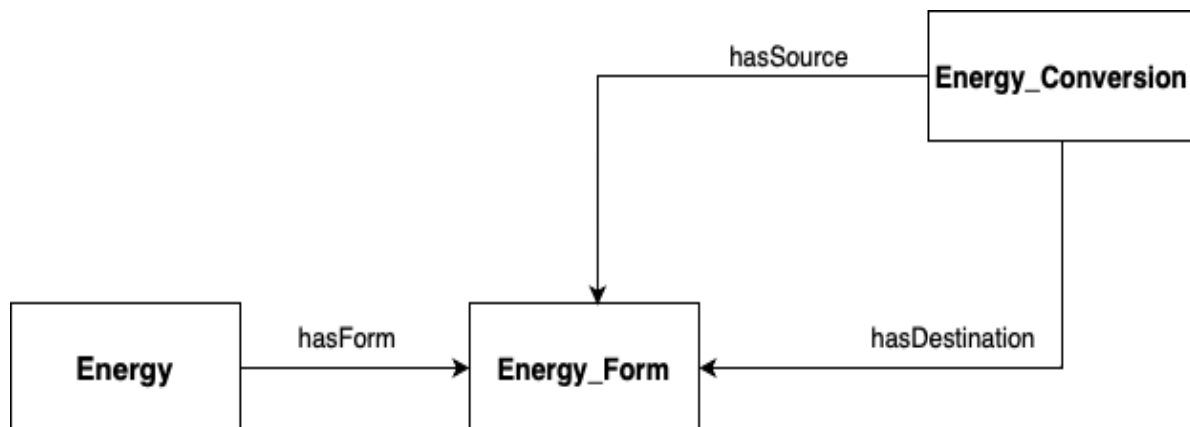 hasSource
Energy_Conversion
hasForm
hasDestination
Energy
Energy_Form